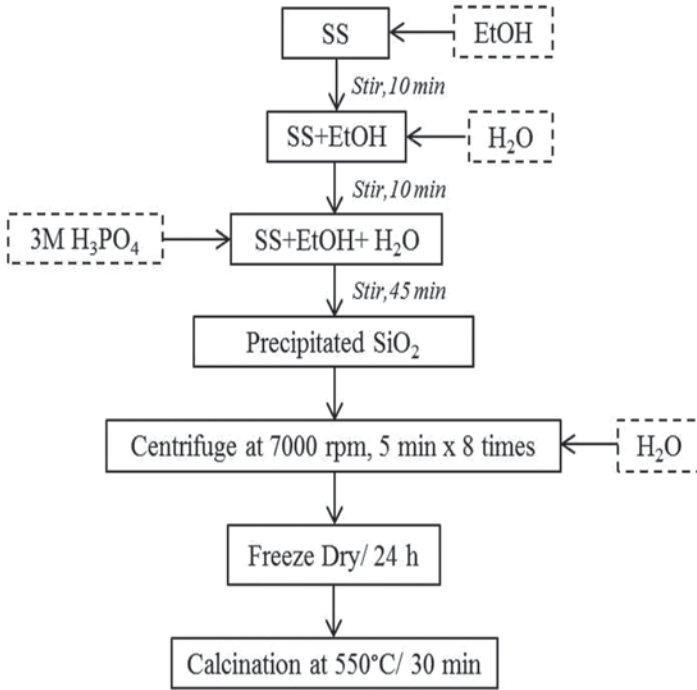 SS
EtOH
Stir,10 min
SS+EtOH
H₂O
Stir,10 min
3M H₃PO₄
SS+EtOH+ H₂O
Stir,45 min
Precipitated SiO₂
Centrifuge at 7000 rpm, 5 min x 8 times
H₂O
Freeze Dry/ 24 h
Calcination at 550°C/ 30 min